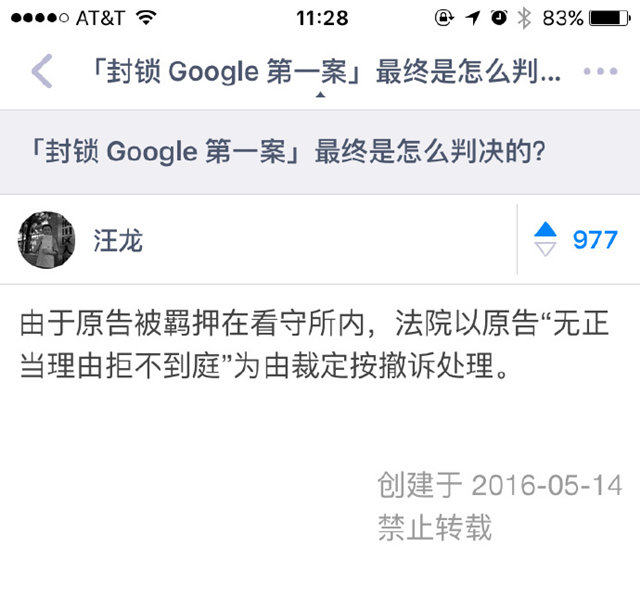 AT&T 11:28 83%
「封锁 Google 第一案」最终是怎么判...
「封锁 Google 第一案」最终是怎么判决的?
汪龙 977
由于原告被羁押在看守所内，法院以原告“无正
当理由拒不到庭”为由裁定按撤诉处理。
创建于 2016-05-14
禁止转载